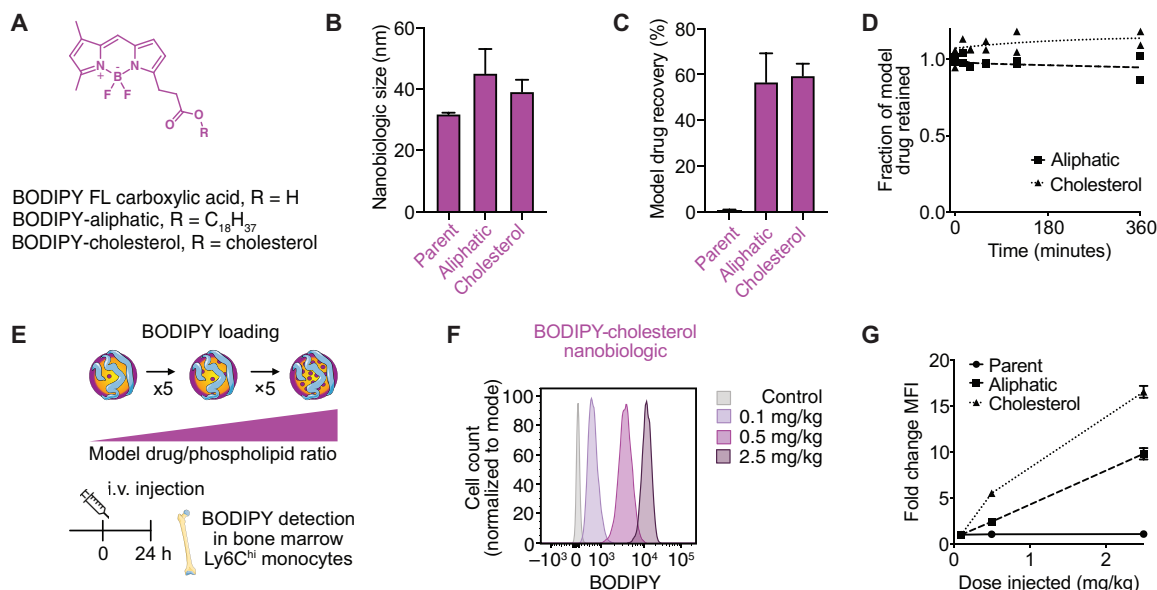 A
N
N
+
B
-
F
F
O
O
R
BODIPY FL carboxylic acid, R = H
BODIPY-aliphatic, R = C₁₈H₃₇
BODIPY-cholesterol, R = cholesterol
B
Nanobiologic size (nm)
60
40
20
0
Parent
Aliphatic
Cholesterol
C
Model drug recovery (%)
80
60
40
20
0
Parent
Aliphatic
Cholesterol
D
Fraction of model
drug retained
1.0
0.5
0.0
Aliphatic
Cholesterol
0
180
360
Time (minutes)
E
BODIPY loading
x5
×5
Model drug/phospholipid ratio
i.v. injection
0
24 h
BODIPY detection
in bone marrow
Ly6Cʰⁱ monocytes
F
BODIPY-cholesterol
nanobiologic
Cell count
(normalized to mode)
100
80
60
40
20
0
−10³
0
10³
10⁴
10⁵
BODIPY
Control
0.1 mg/kg
0.5 mg/kg
2.5 mg/kg
G
Fold change MFI
20
15
10
5
0
Parent
Aliphatic
Cholesterol
0
1
2
Dose injected (mg/kg)